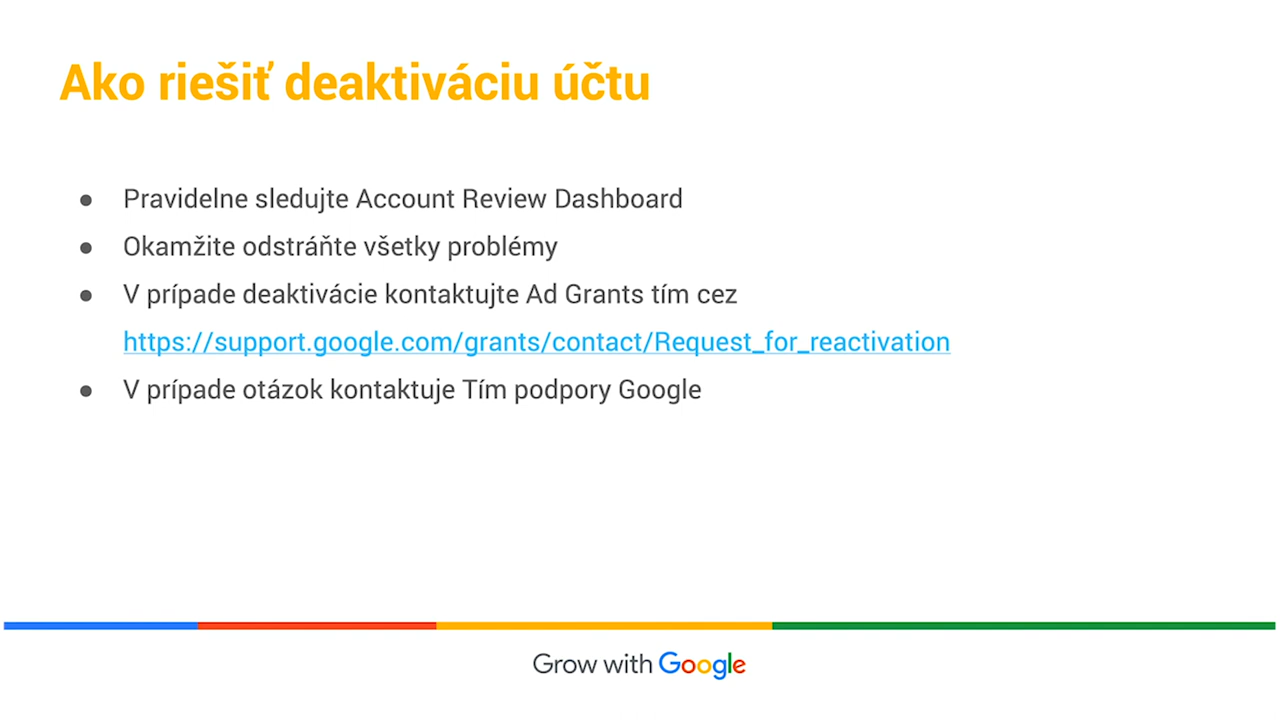 Ako riešiť deaktiváciu účtu
● Pravidelne sledujte Account Review Dashboard
● Okamžite odstráňte všetky problémy
● V prípade deaktivácie kontaktujte Ad Grants tím cez
https://support.google.com/grants/contact/Request_for_reactivation
● V prípade otázok kontaktuje Tím podpory Google
Grow with Google